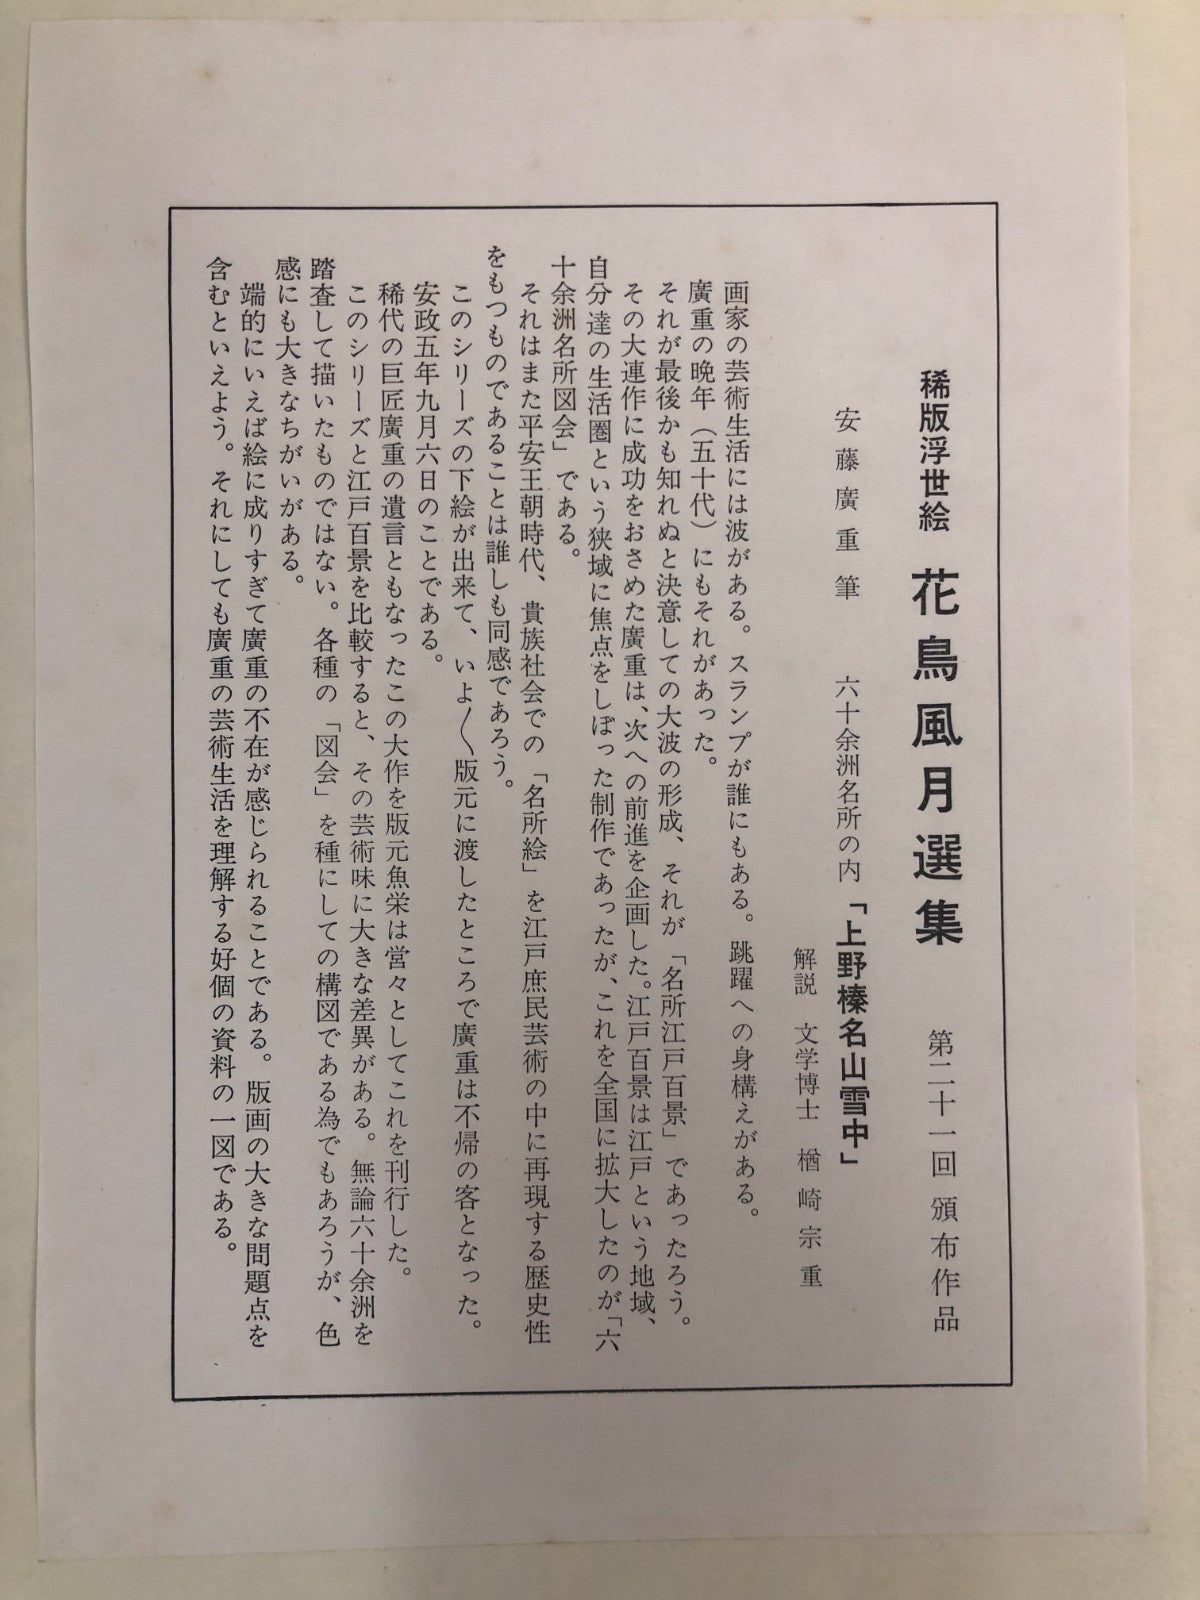 稀版浮世絵 花鳥風月選集 第二十一回 頒布作品
安藤廣重筆 六十余洲名所の内「上野榛名山雪中」
解説 文学博士 楢崎宗重
画家の芸術生活には波がある。スランプが誰にもある。跳躍への身構えがある。
廣重の晩年（五十代）にもそれがあった。
それが最後かも知れぬと決意しての大波の形成、それが「名所江戸百景」であったろう。
その大連作に成功をおさめた廣重は、次への前進を企画した。江戸百景は江戸という地域、
自分達の生活圏という狭域に焦点をしぼった制作であったが、これを全国に拡大したのが「六
十余洲名所図会」である。
それはまた平安王朝時代、貴族社会での「名所絵」を江戸庶民芸術の中に再現する歴史性
をもつものであることは誰しも同感であろう。
このシリーズの下絵が出来て、いよ〱版元に渡したところで廣重は不帰の客となった。
安政五年九月六日のことである。
稀代の巨匠廣重の遺言ともなったこの大作を版元魚栄は営々としてこれを刊行した。
このシリーズと江戸百景を比較すると、その芸術味に大きな差異がある。無論六十余洲を
踏査して描いたものではない。各種の「図会」を種にしての構図である為でもあろうが、色
感にも大きなちがいがある。
端的にいえば絵に成りすぎて廣重の不在が感じられることである。版画の大きな問題点を
含むといえよう。それにしても廣重の芸術生活を理解する好個の資料の一図である。